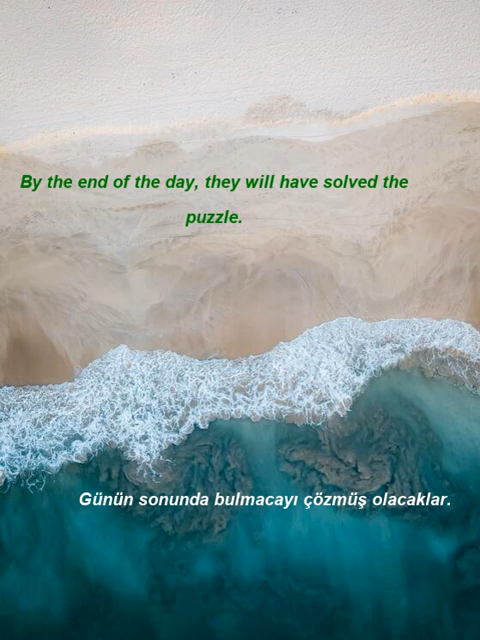 By the end of the day, they will have solved the
puzzle.
Günün sonunda bulmacayı çözmüş olacaklar.